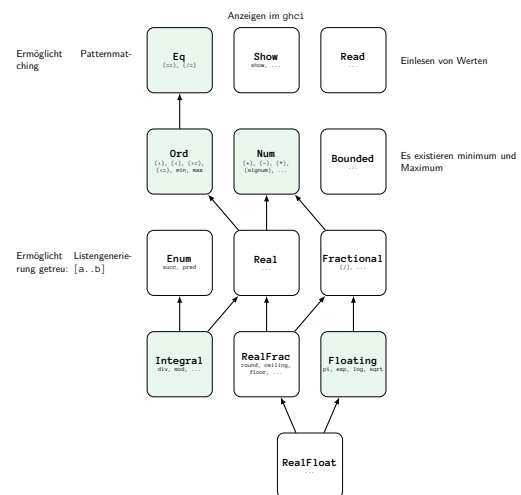 Anzeigen im ghci
Ermöglicht Patternmat-
ching
Eq
(==), (/=)
Show
show, ...
Read
...
Einlesen von Werten
Ord
(>), (<), (>=),
(<=), min, max
Num
(+), (-), (*),
(signum), ...
Bounded
...
Es existieren minimum und
Maximum
Ermöglicht Listengenerie-
rung getreu: [a..b]
Enum
succ, pred
Real
...
Fractional
(/), ...
Integral
div, mod, ...
RealFrac
round, ceiling,
floor, ...
Floating
pi, exp, log, sqrt
RealFloat
...